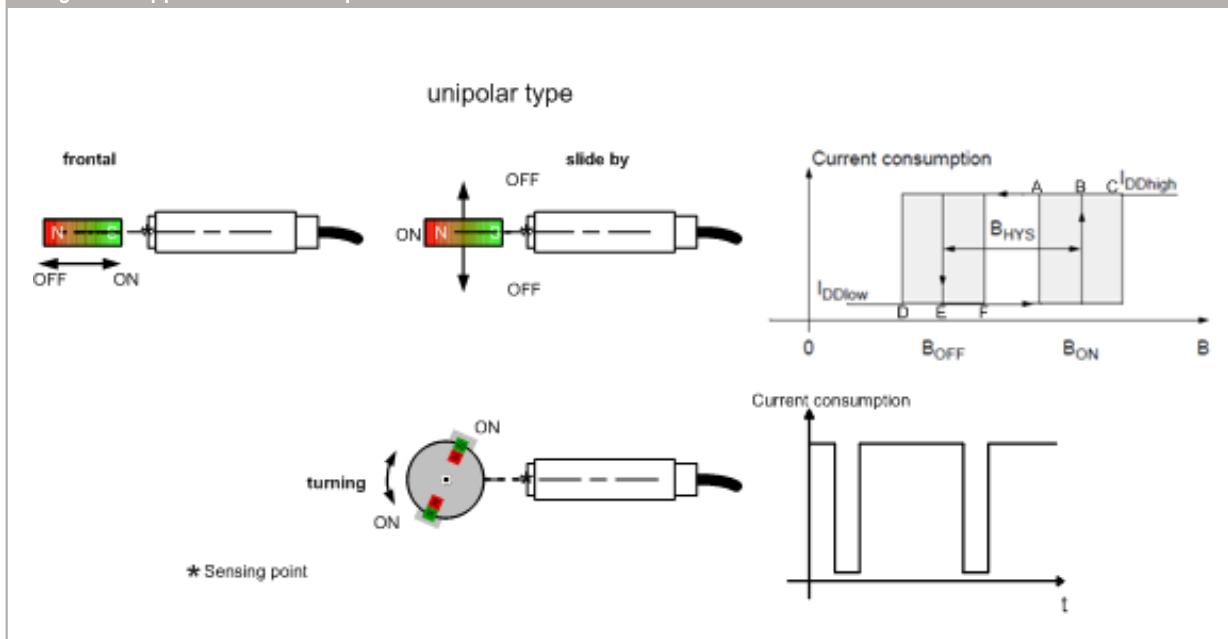 unipolar type
frontal
N
S
OFF
ON
slide by
OFF
ON
N
OFF
Current consumption
A
B
C
IDDhigh
BHYS
IDDlow
D
E
F
0
BOFF
BON
B
turning
ON
ON
* Sensing point
Current consumption
t